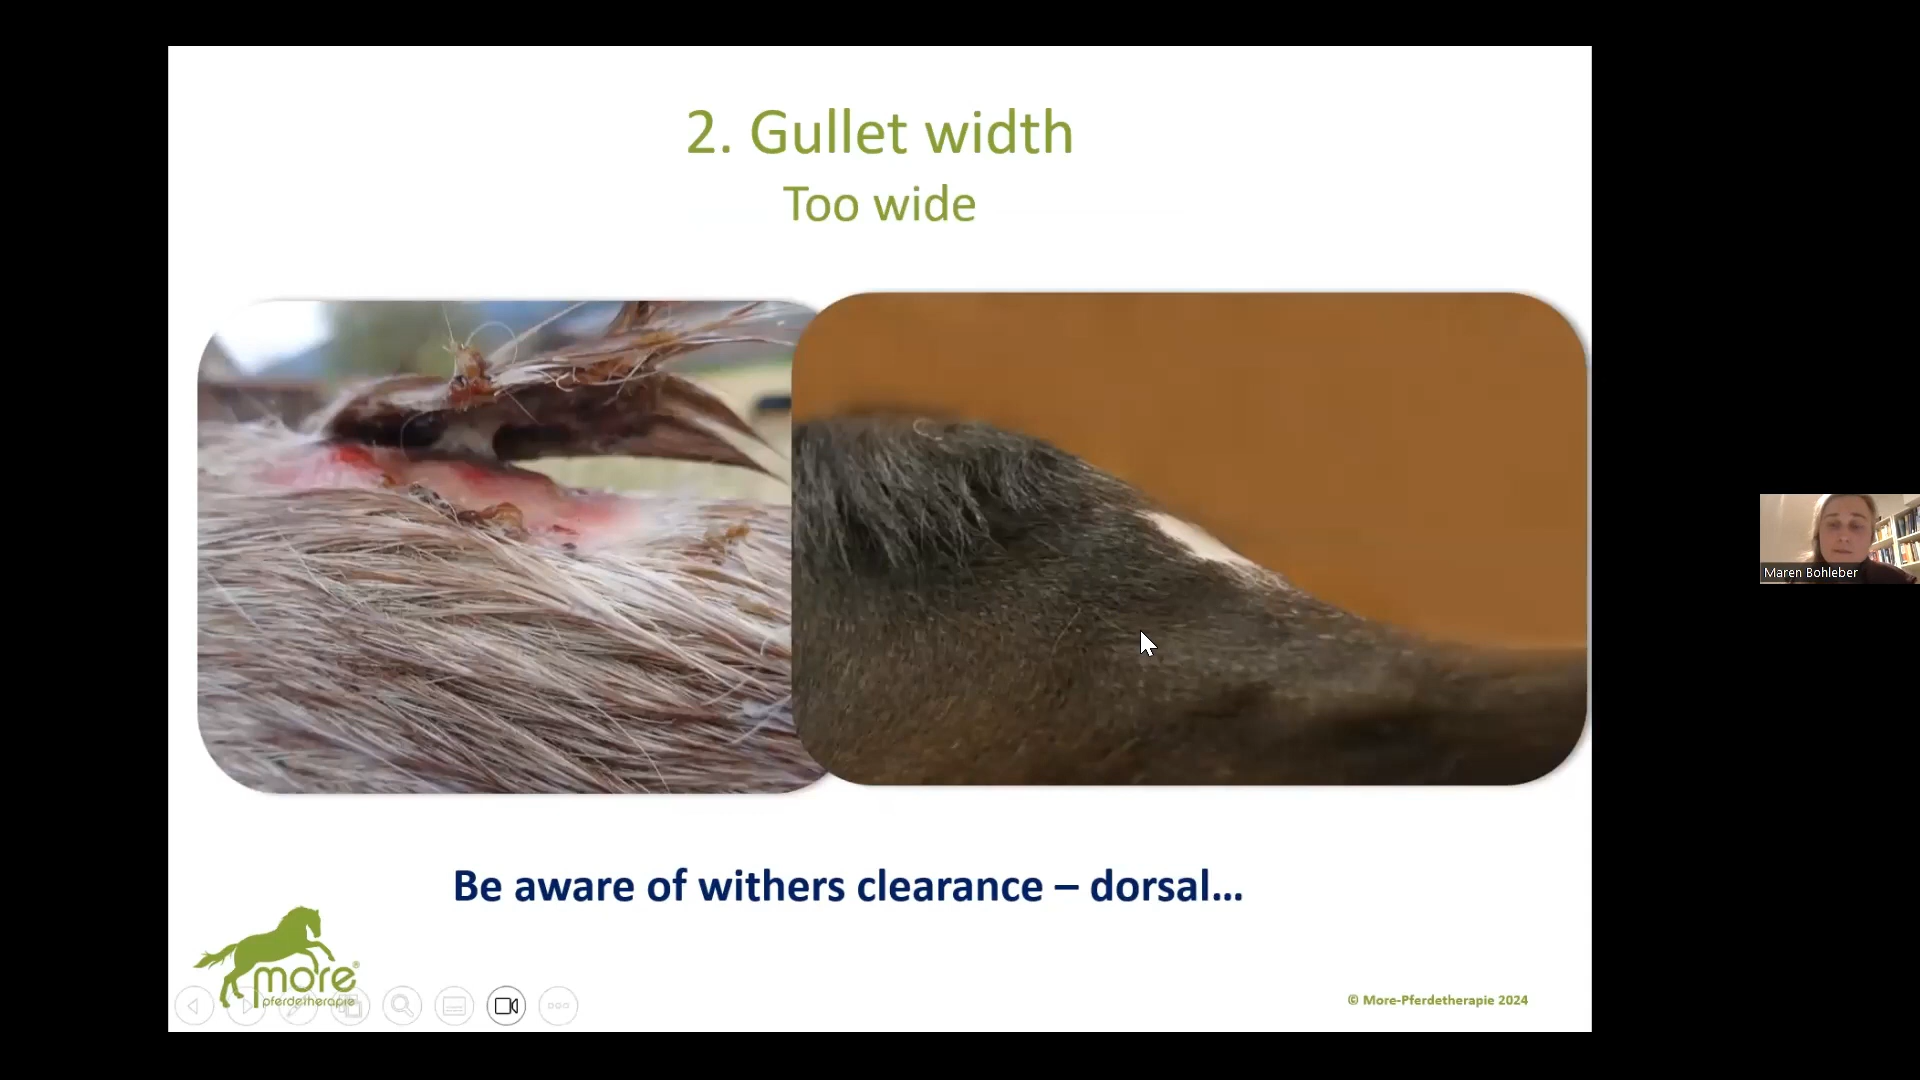 2. Gullet width
Too wide
Be aware of withers clearance – dorsal...
more®
pferdetherapie
© More-Pferdetherapie 2024
Maren Bohleber